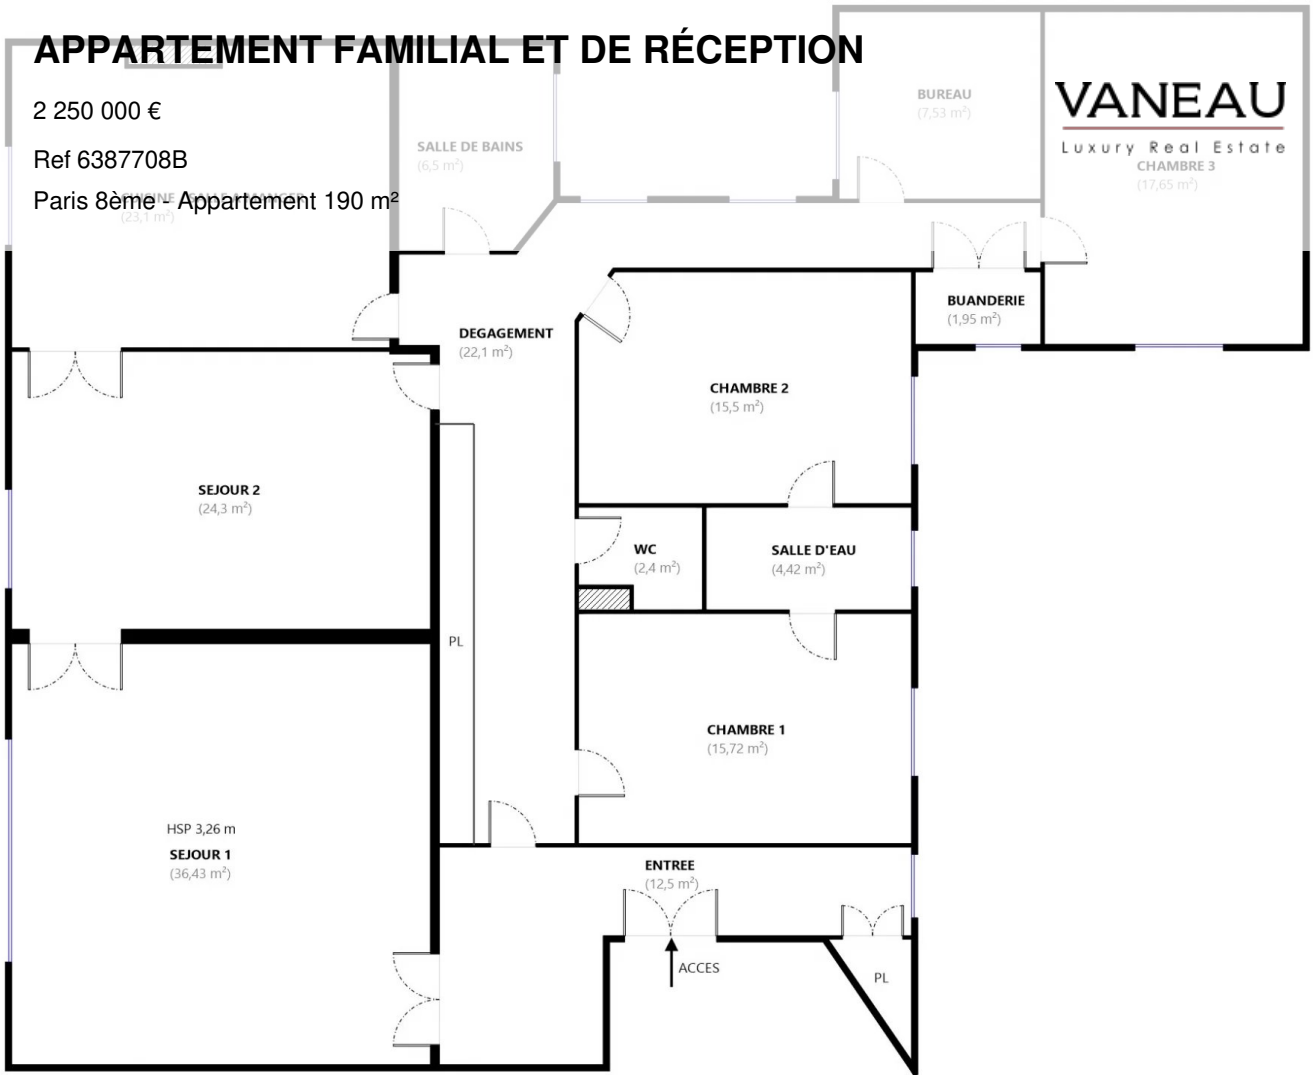 APPARTEMENT FAMILIAL ET DE RÉCEPTION
2 250 000 €
Ref 6387708B
Paris 8ème - Appartement 190 m²
VANEAU
Luxury Real Estate
BUREAU
(7,53 m²)
SALLE DE BAINS
(6,5 m²)
CHAMBRE 3
(17,65 m²)
CUISINE - SALLE A MANGER
(23,1 m²)
BUANDERIE
(1,95 m²)
DEGAGEMENT
(22,1 m²)
CHAMBRE 2
(15,5 m²)
SEJOUR 2
(24,3 m²)
WC
(2,4 m²)
SALLE D'EAU
(4,42 m²)
PL
CHAMBRE 1
(15,72 m²)
HSP 3,26 m
SEJOUR 1
(36,43 m²)
ENTREE
(12,5 m²)
ACCES
PL